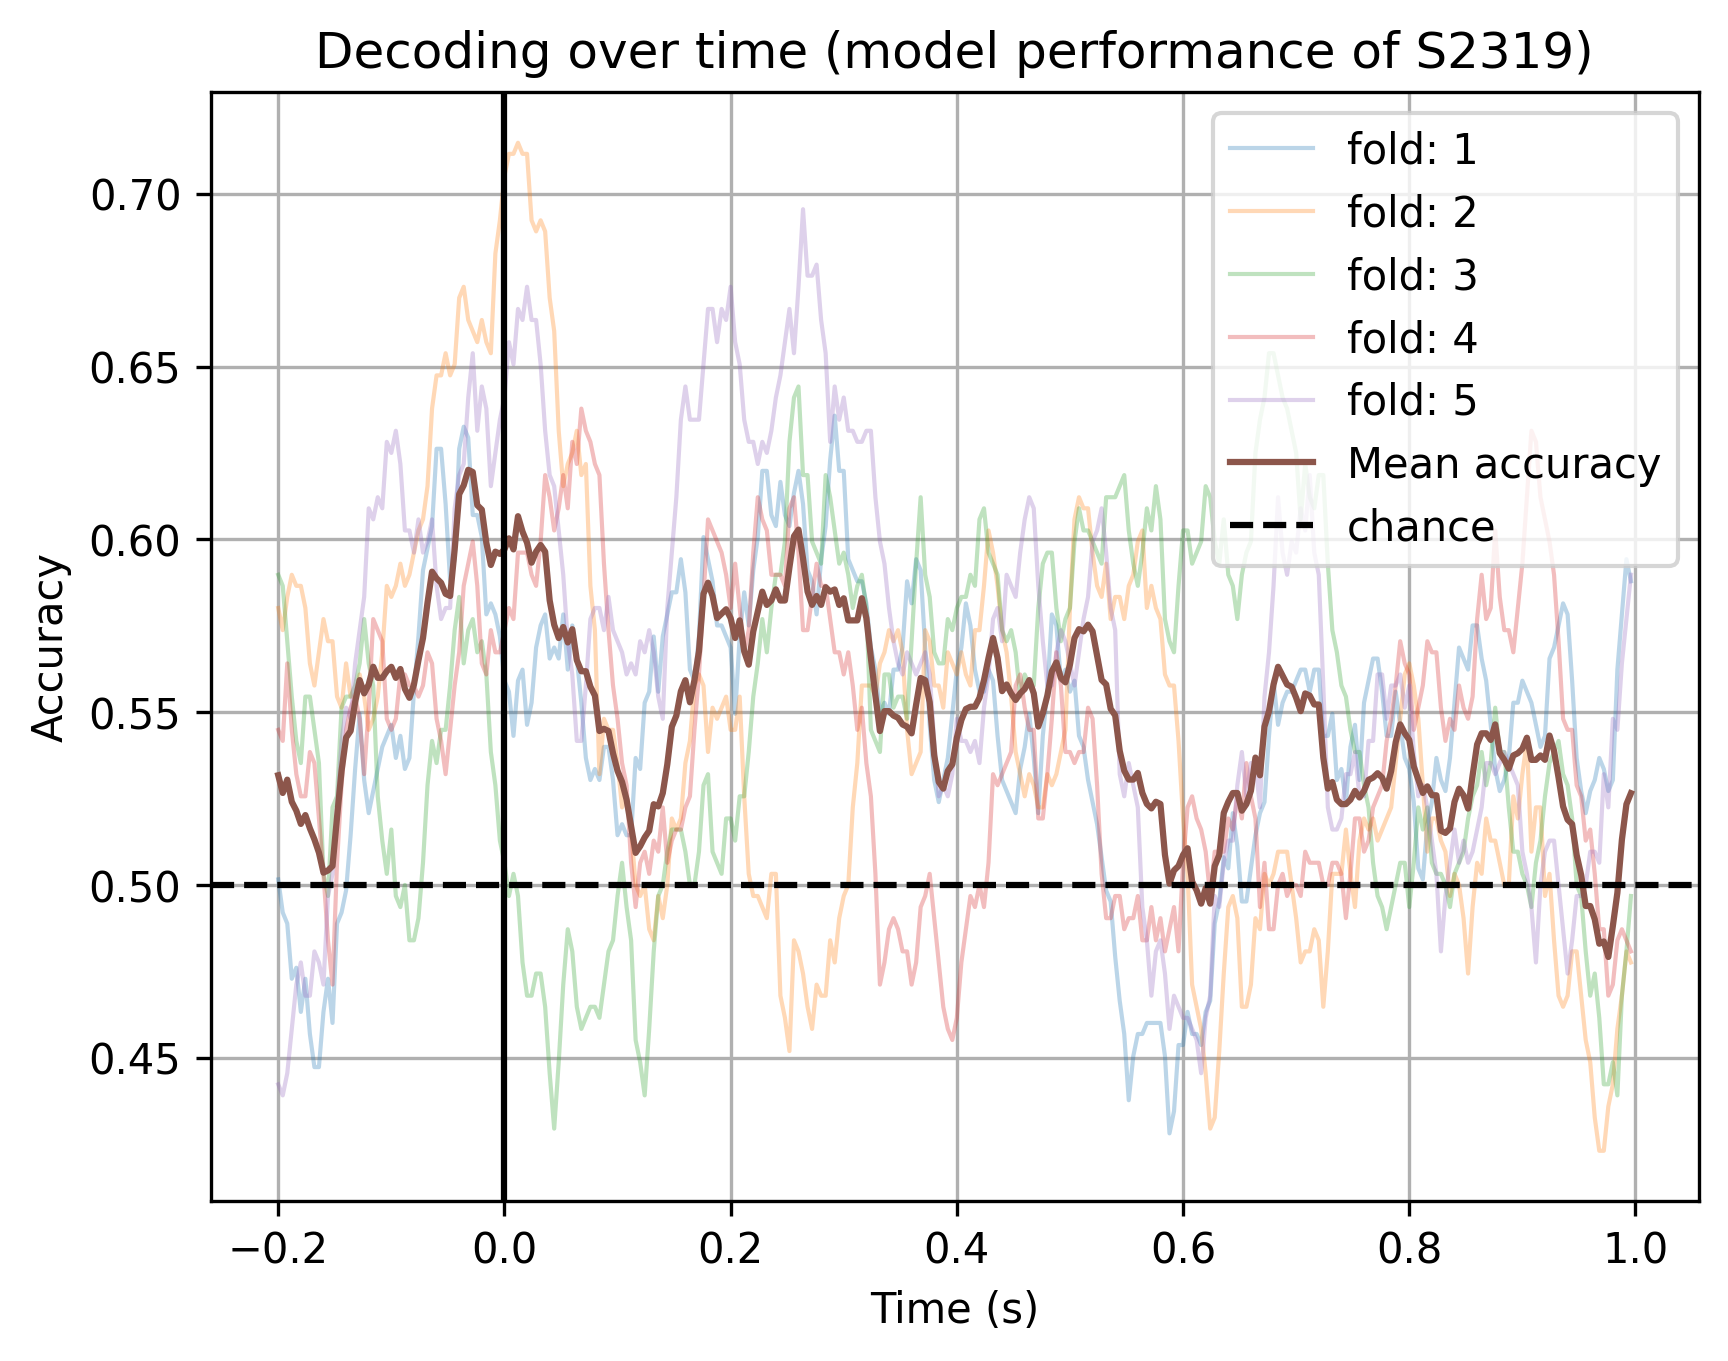 Decoding over time (model performance of S2319)
fold: 1
fold: 2
fold: 3
fold: 4
fold: 5
Mean accuracy
chance
Accuracy
0.70
0.65
0.60
0.55
0.50
0.45
−0.2
0.0
0.2
0.4
0.6
0.8
1.0
Time (s)